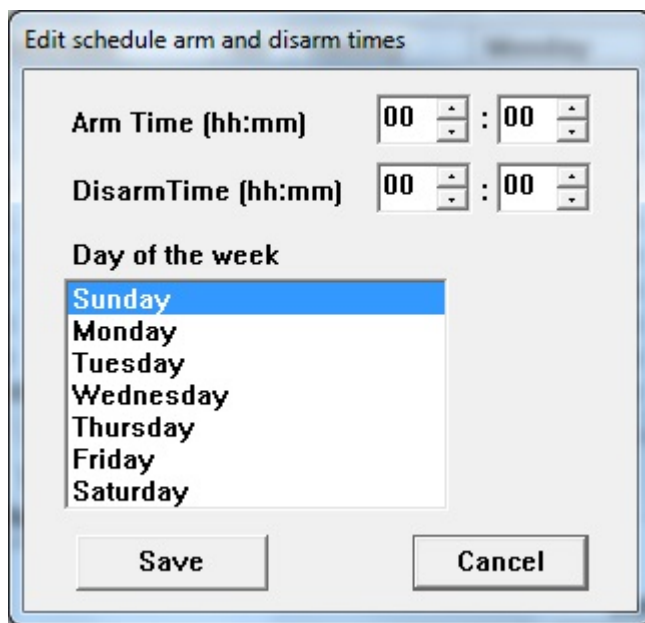 Edit schedule arm and disarm times
Arm Time (hh:mm) 00 : 00
DisarmTime (hh:mm) 00 : 00
Day of the week
Sunday
Monday
Tuesday
Wednesday
Thursday
Friday
Saturday
Save Cancel